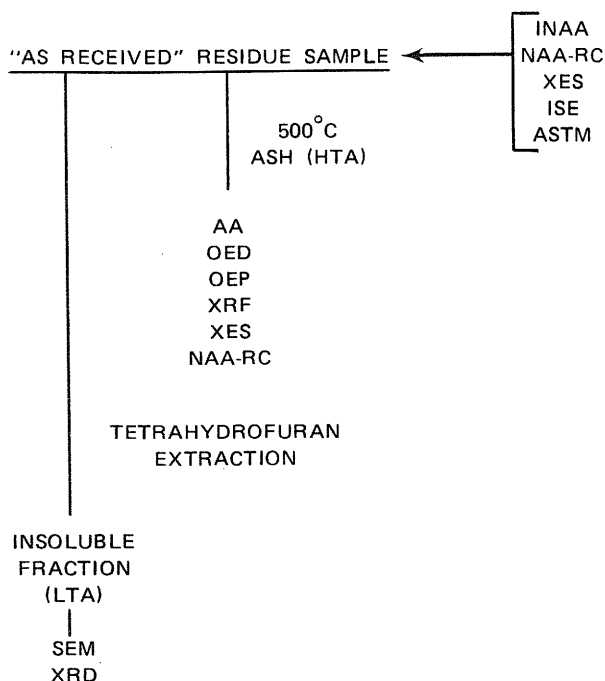 "AS RECEIVED" RESIDUE SAMPLE
INAA
NAA-RC
XES
ISE
ASTM
500°C
ASH (HTA)
AA
OED
OEP
XRF
XES
NAA-RC
TETRAHYDROFURAN
EXTRACTION
INSOLUBLE
FRACTION
(LTA)
SEM
XRD